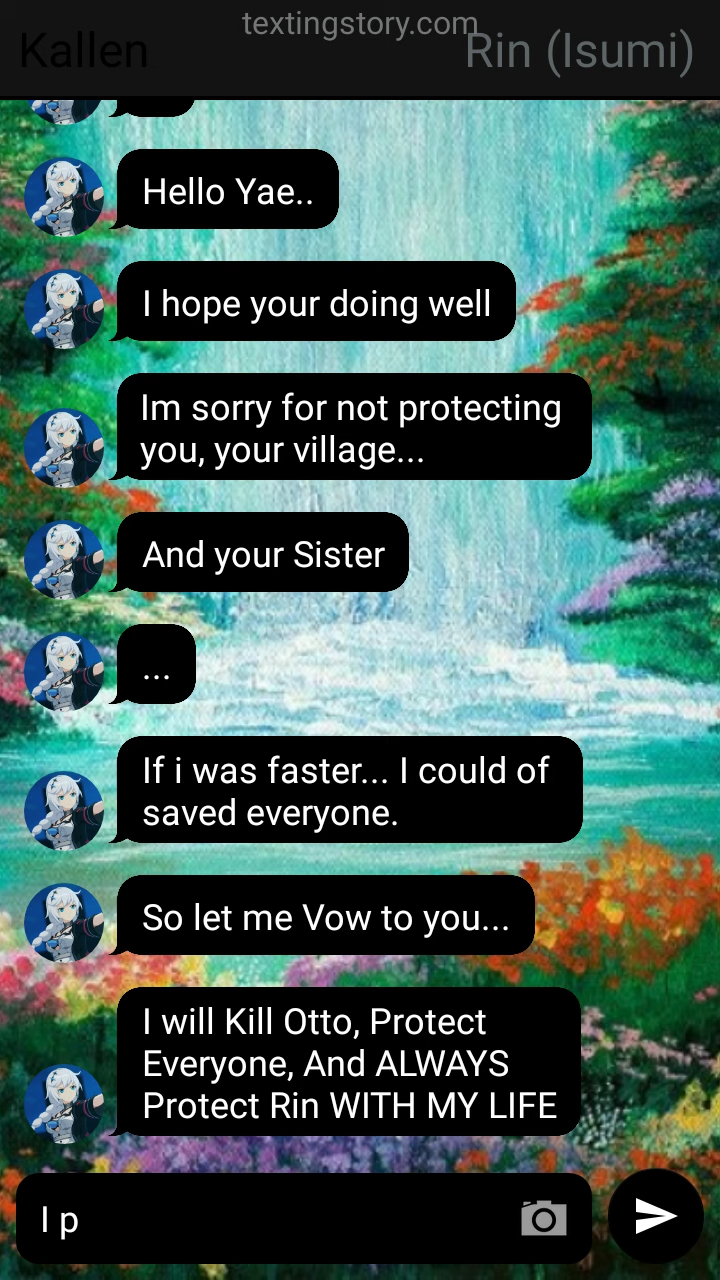 textingstory.com
Kallen
Rin (Isumi)
Hello Yae..
I hope your doing well
Im sorry for not protecting
you, your village...
And your Sister
...
If i was faster... I could of
saved everyone.
So let me Vow to you...
I will Kill Otto, Protect
Everyone, And ALWAYS
Protect Rin WITH MY LIFE
I p